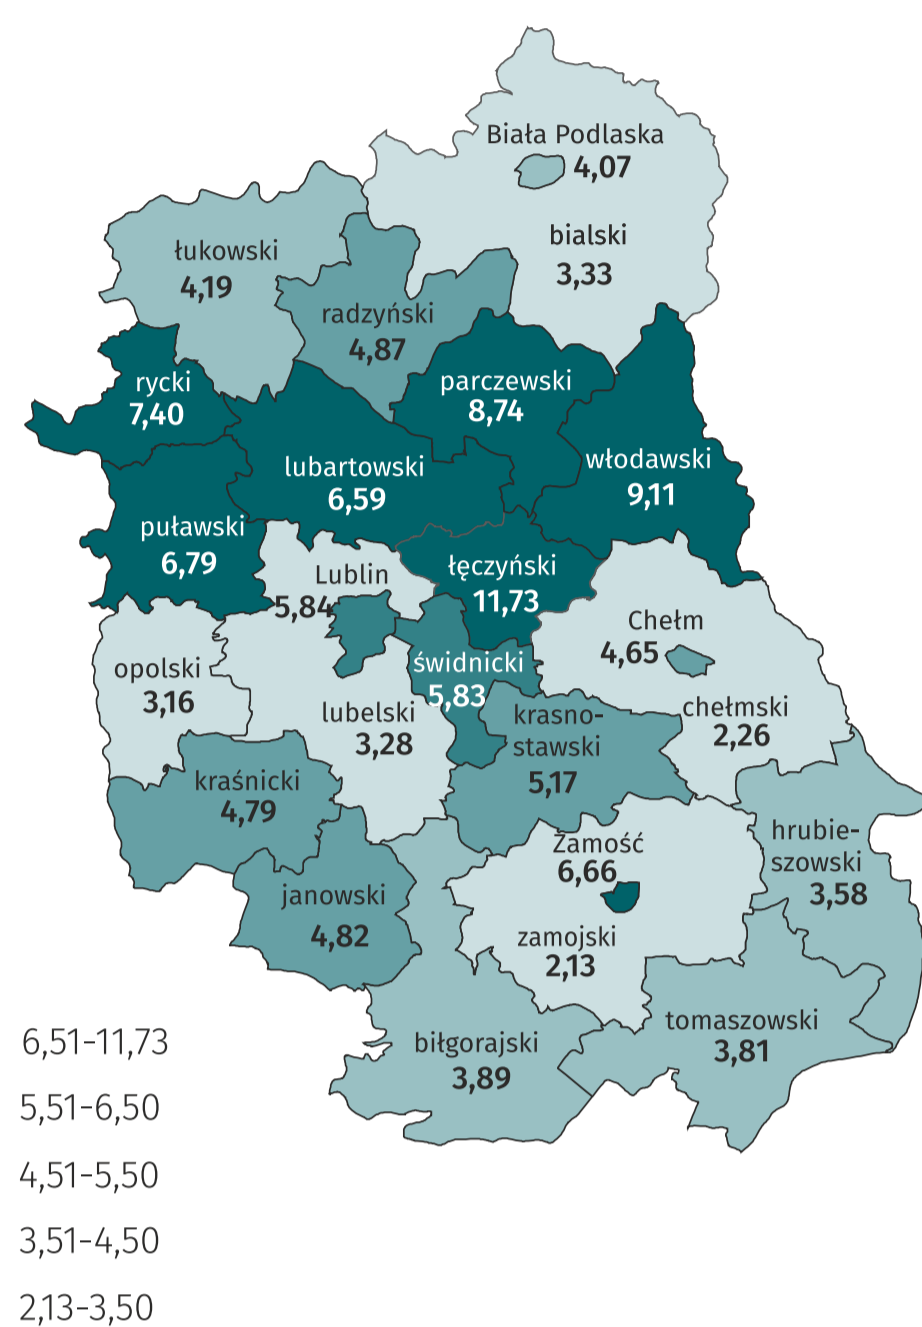 Biała Podlaska
4,07
bialski
3,33
łukowski
4,19
radzyński
4,87
rycki
7,40
parczewski
8,74
lubartowski
6,59
włodawski
9,11
puławski
6,79
Lublin
5,84
łęczyński
11,73
Chełm
4,65
opolski
3,16
świdnicki
5,83
lubelski
3,28
krasno-
stawski
5,17
chełmski
2,26
kraśnicki
4,79
hrubie-
szowski
3,58
Zamość
6,66
janowski
4,82
zamojski
2,13
tomaszowski
3,81
biłgorajski
3,89
6,51-11,73
5,51-6,50
4,51-5,50
3,51-4,50
2,13-3,50